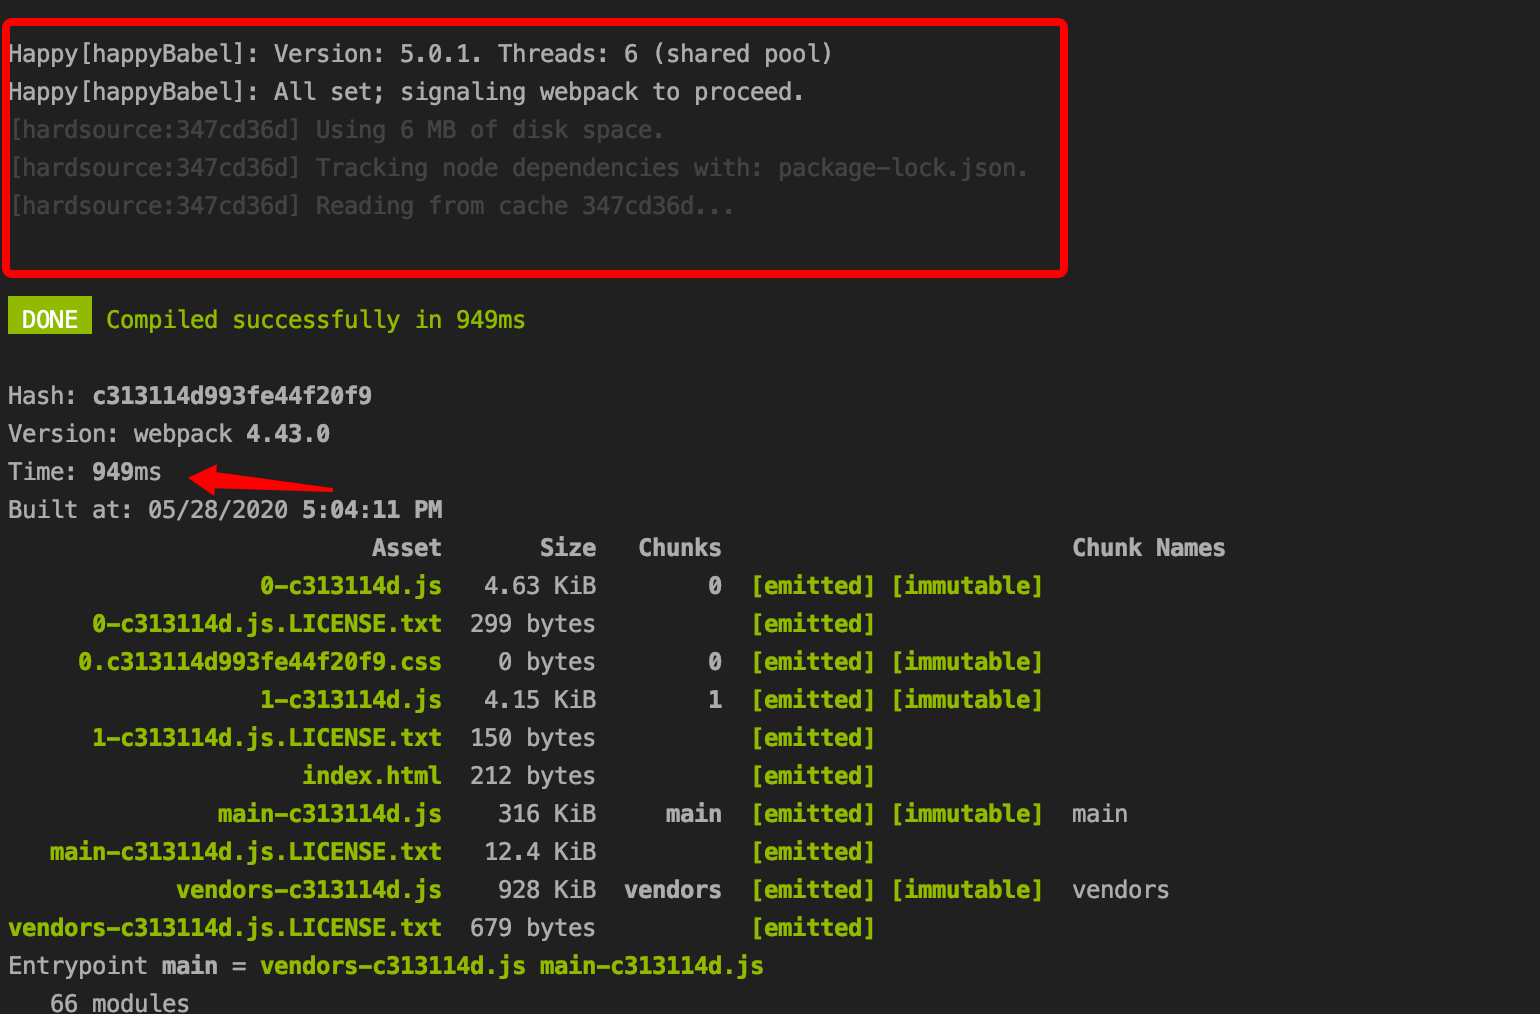 Happy[happyBabel]: Version: 5.0.1. Threads: 6 (shared pool)
Happy[happyBabel]: All set; signaling webpack to proceed.
[hardsource:347cd36d] Using 6 MB of disk space.
[hardsource:347cd36d] Tracking node dependencies with: package-lock.json.
[hardsource:347cd36d] Reading from cache 347cd36d...
DONE Compiled successfully in 949ms
Hash: c313114d993fe44f20f9
Version: webpack 4.43.0
Time: 949ms
Built at: 05/28/2020 5:04:11 PM
Asset Size Chunks Chunk Names
0-c313114d.js 4.63 KiB 0 [emitted] [immutable]
0-c313114d.js.LICENSE.txt 299 bytes [emitted]
0.c313114d993fe44f20f9.css 0 bytes 0 [emitted] [immutable]
1-c313114d.js 4.15 KiB 1 [emitted] [immutable]
1-c313114d.js.LICENSE.txt 150 bytes [emitted]
index.html 212 bytes [emitted]
main-c313114d.js 316 KiB main [emitted] [immutable] main
main-c313114d.js.LICENSE.txt 12.4 KiB [emitted]
vendors-c313114d.js 928 KiB vendors [emitted] [immutable] vendors
vendors-c313114d.js.LICENSE.txt 679 bytes [emitted]
Entrypoint main = vendors-c313114d.js main-c313114d.js
66 modules